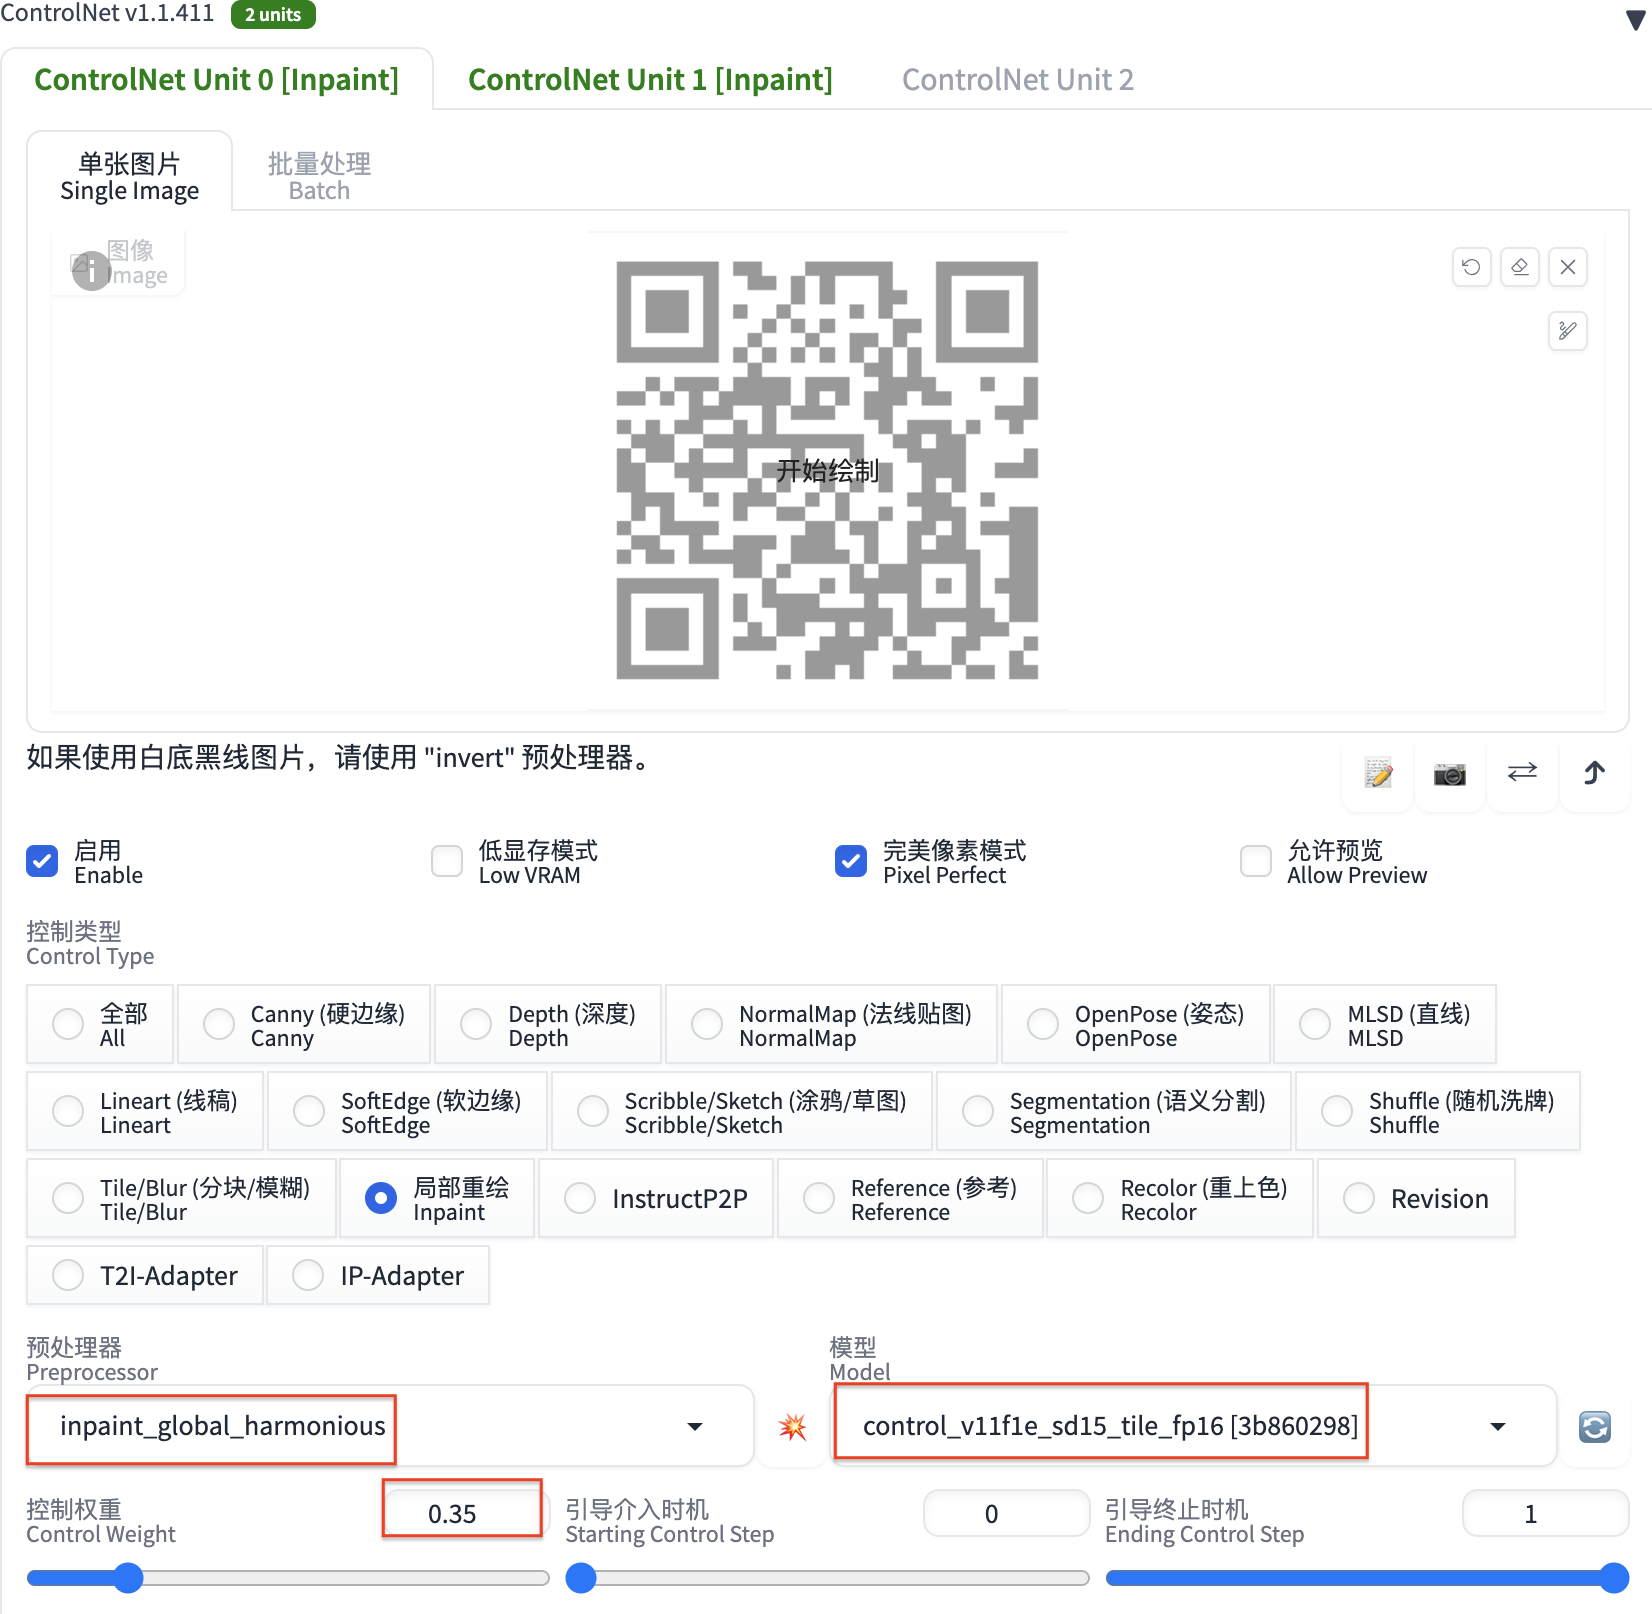 ControlNet v1.1.411
2 units
ControlNet Unit 0 [Inpaint]
ControlNet Unit 1 [Inpaint]
ControlNet Unit 2
单张图片
Single Image
批量处理
Batch
图像
Image
开始绘制
如果使用白底黑线图片，请使用 "invert" 预处理器。
启用
Enable
低显存模式
Low VRAM
完美像素模式
Pixel Perfect
允许预览
Allow Preview
控制类型
Control Type
全部
All
Canny (硬边缘)
Canny
Depth (深度)
Depth
NormalMap (法线贴图)
NormalMap
OpenPose (姿态)
OpenPose
MLSD (直线)
MLSD
Lineart (线稿)
Lineart
SoftEdge (软边缘)
SoftEdge
Scribble/Sketch (涂鸦/草图)
Scribble/Sketch
Segmentation (语义分割)
Segmentation
Shuffle (随机洗牌)
Shuffle
Tile/Blur (分块/模糊)
Tile/Blur
局部重绘
Inpaint
InstructP2P
Reference (参考)
Reference
Recolor (重上色)
Recolor
Revision
T2I-Adapter
IP-Adapter
预处理器
Preprocessor
inpaint_global_harmonious
模型
Model
control_v11f1e_sd15_tile_fp16 [3b860298]
控制权重
Control Weight
0.35
引导介入时机
Starting Control Step
0
引导终止时机
Ending Control Step
1